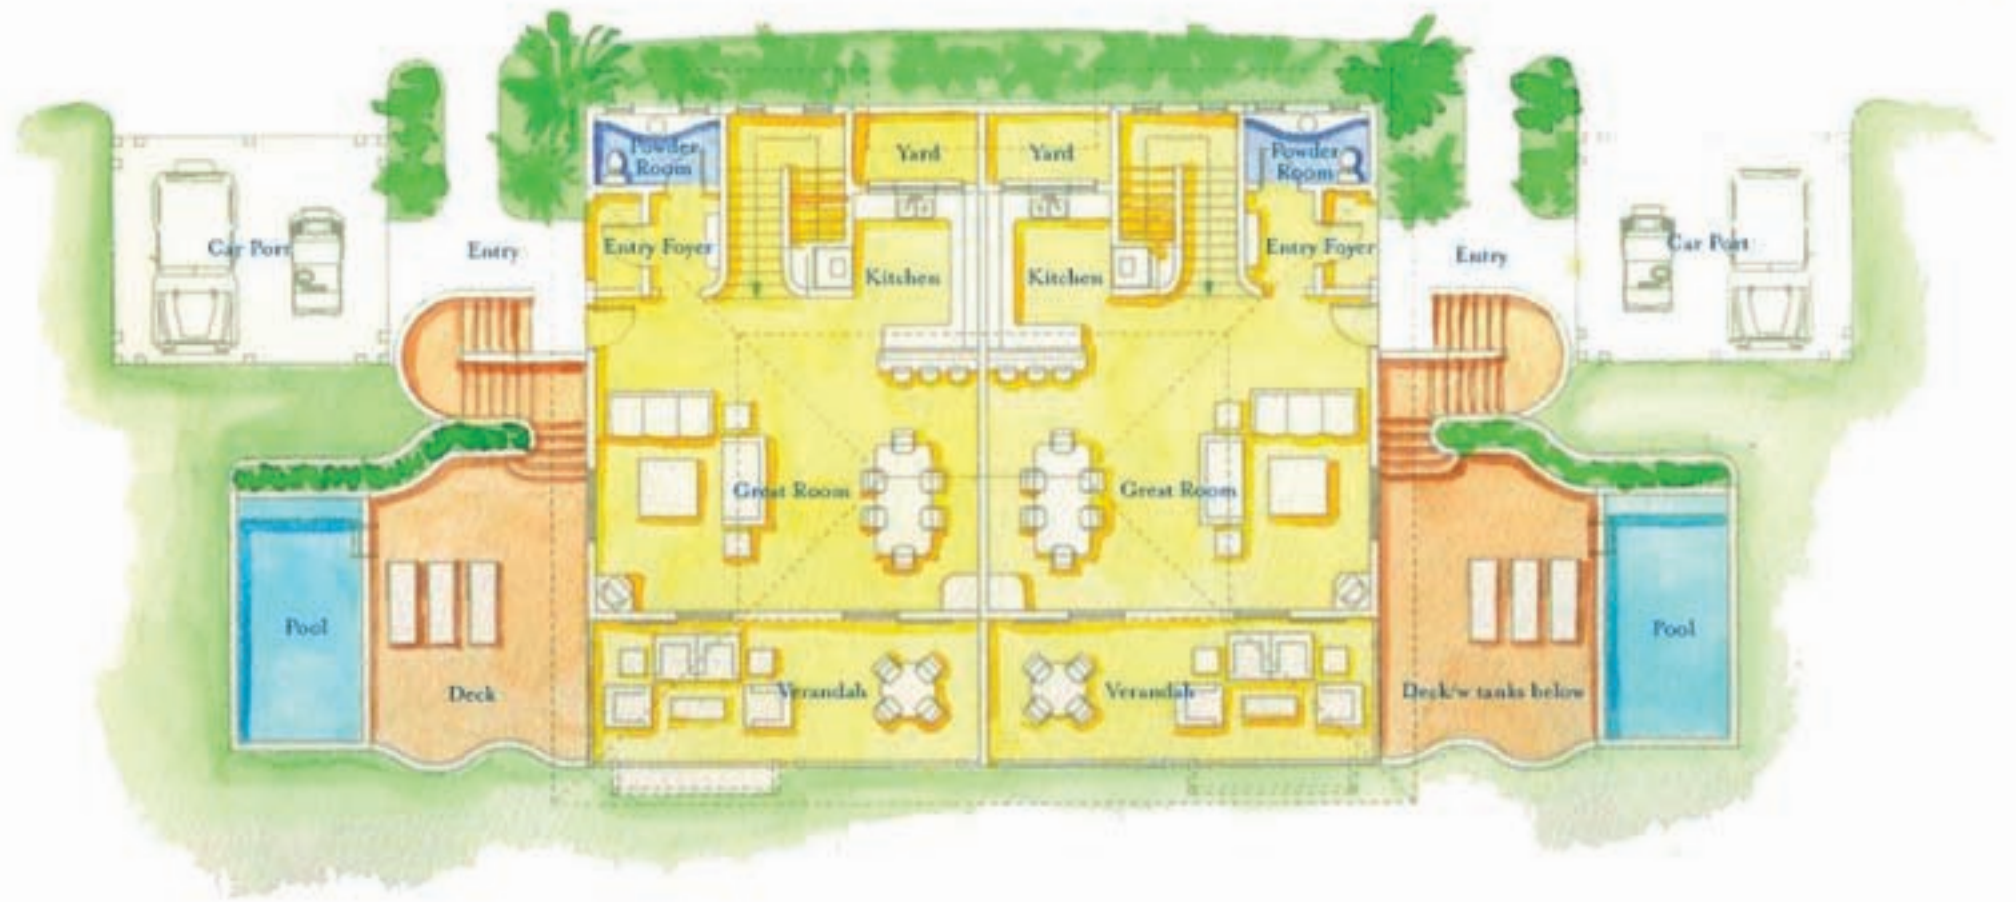 Powder
Room
Yard
Yard
Powder
Room
Car Port
Entry
Entry Foyer
Kitchen
Kitchen
Entry Foyer
Entry
Car Port
Great Room
Great Room
Pool
Deck
Verandah
Verandah
Deck/w tanks below
Pool